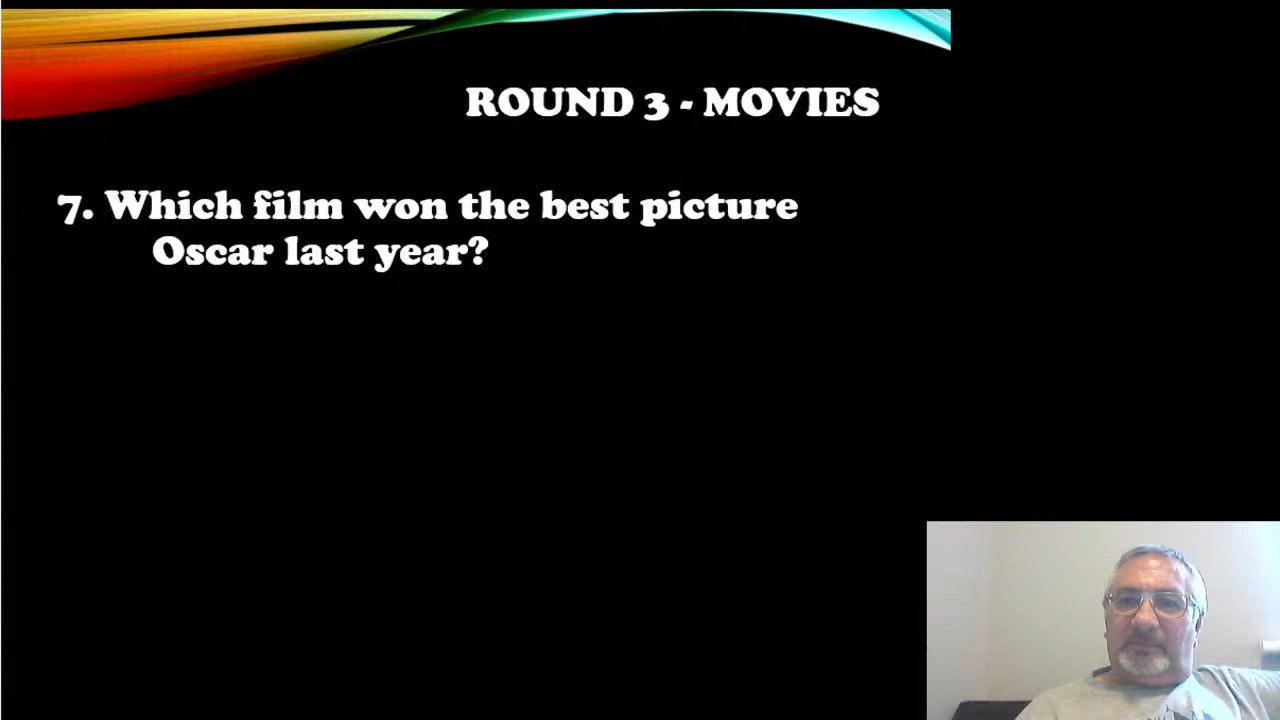 ROUND 3 - MOVIES
7. Which film won the best picture
Oscar last year?